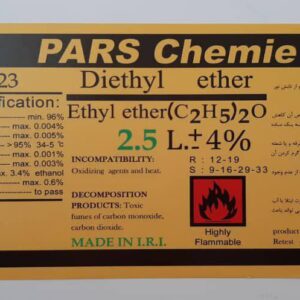 PARS Chemie
23 Diethyl ether
fication:
Ethyl ether(C2H5)2O
min. 96%
max. 0.004%
max. 0.005%
>95% 34-5 ºc
max. 0.001%
max. 0.003%
x. 3.4% ethanol
max. 0.6%
to pass
2.5 L.± 4%
INCOMPATIBILITY:
Oxidizing agents and heat.
DECOMPOSITION
PRODUCTS: Toxic
fumes of carbon monoxide,
carbon dioxide.
MADE IN I.R.I.
R : 12-19
S : 9-16-29-33
Highly
Flammable
product
Retest